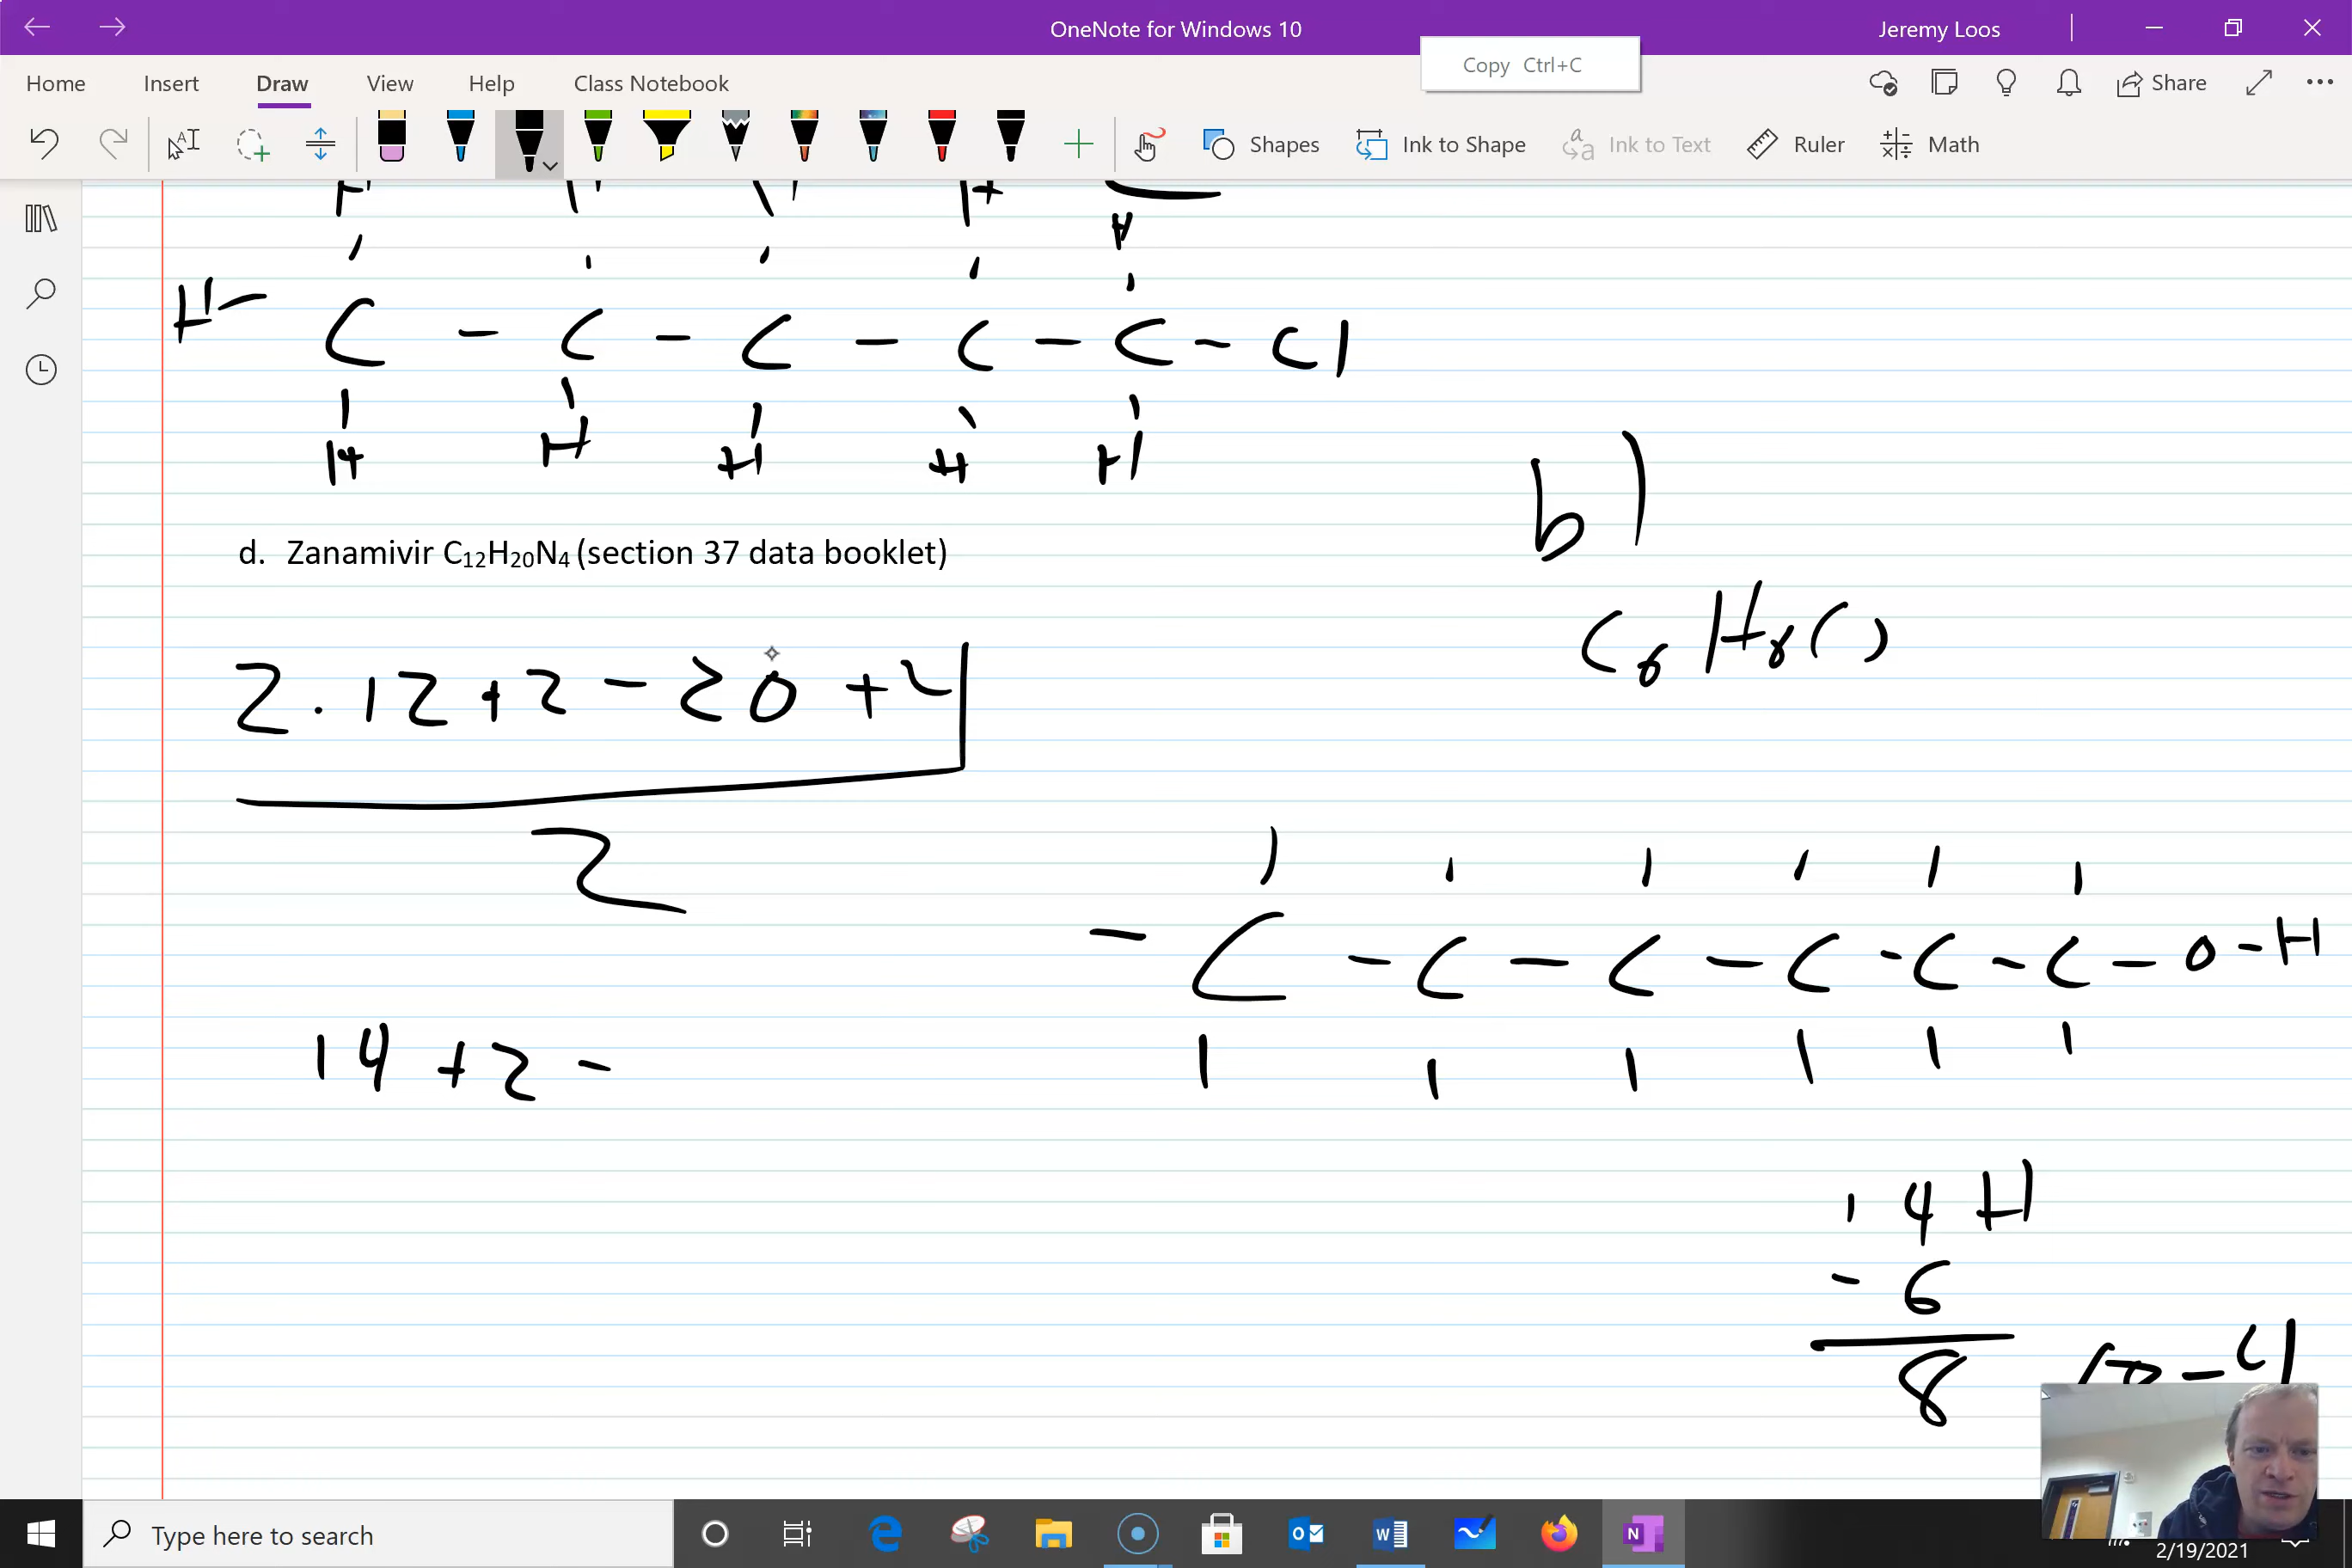 OneNote for Windows 10
Jeremy Loos
Copy Ctrl+C
Home Insert Draw View Help Class Notebook
Share
Shapes Ink to Shape Ink to Text Ruler Math
H H H H H
H- C - C - C - C - C - Cl
H H H H H
b)
d. Zanamivir C₁₂H₂₀N₄ (section 37 data booklet)
C₆H₈()
2·12+2-20+4
2
- C - C - C - C - C - C - O - H
14+2-
14H
-6
8
Type here to search
2/19/2021